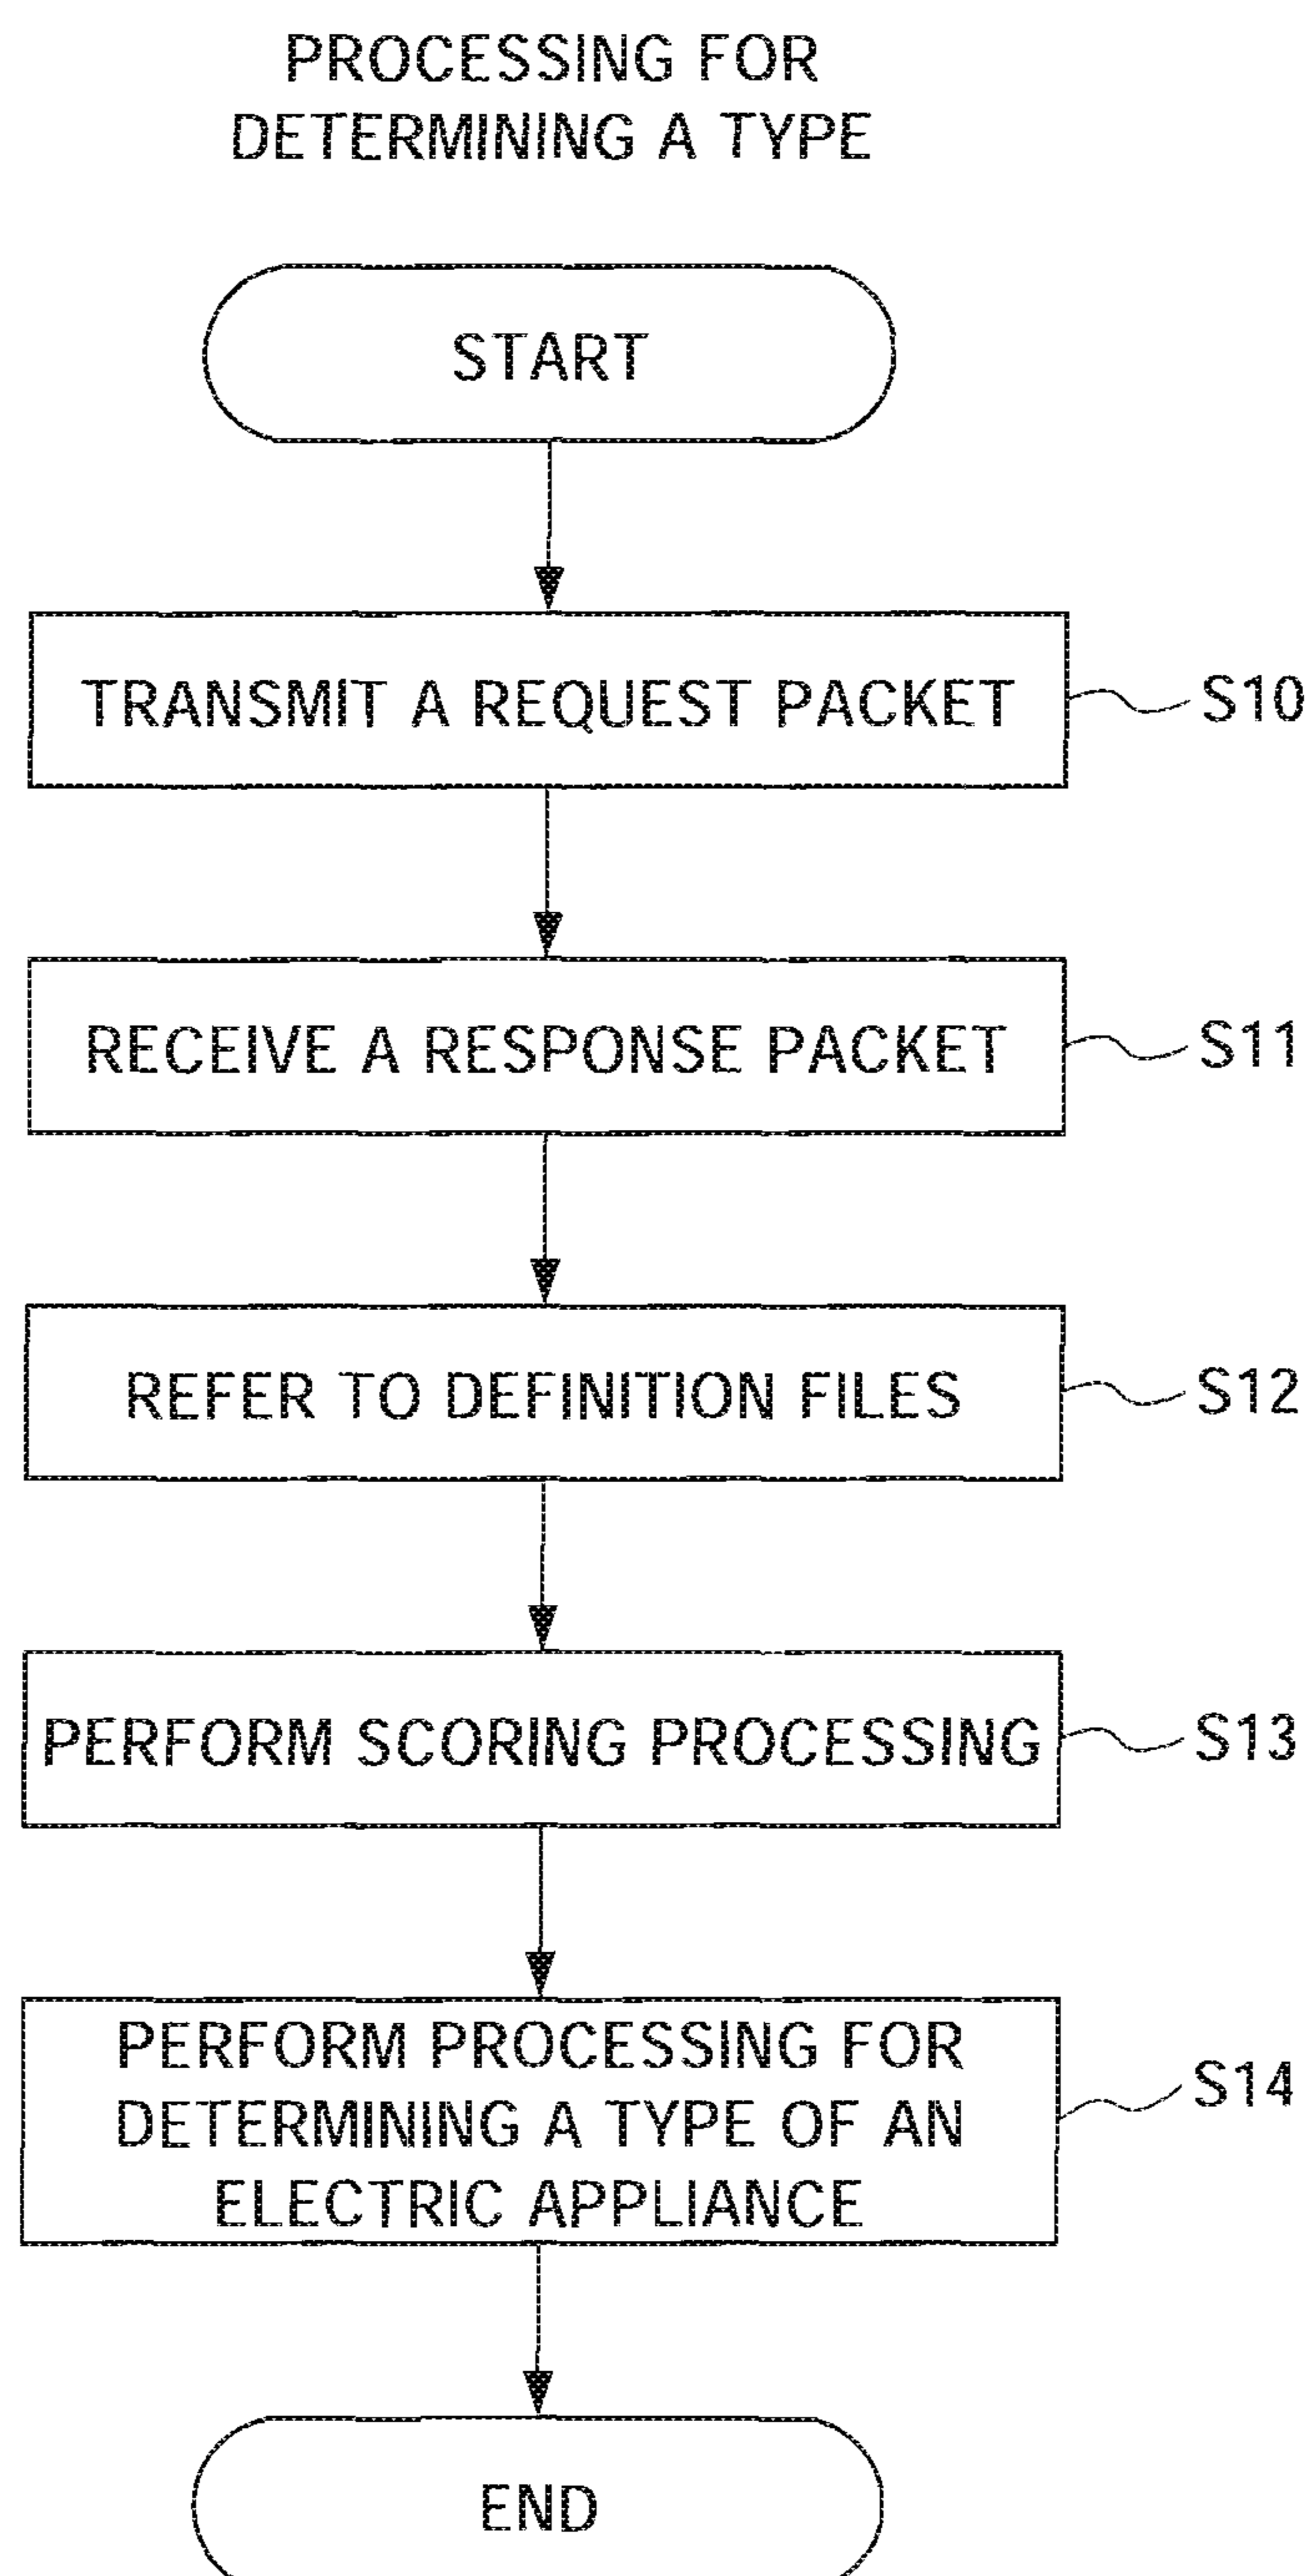 PROCESSING FOR
DETERMINING A TYPE
START
TRANSMIT A REQUEST PACKET
S10
RECEIVE A RESPONSE PACKET
S11
REFER TO DEFINITION FILES
S12
PERFORM SCORING PROCESSING
S13
PERFORM PROCESSING FOR
DETERMINING A TYPE OF AN
ELECTRIC APPLIANCE
S14
END